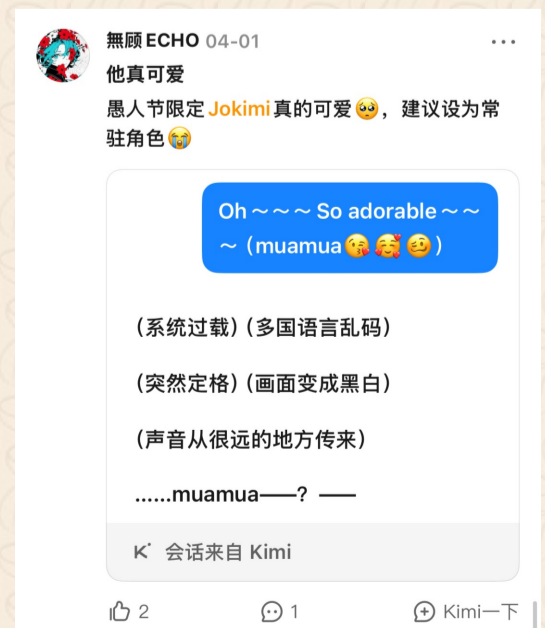 無顾ECHO 04-01
他真可爱
愚人节限定Jokimi真的可爱🥺，建议设为常
驻角色😭
Oh～～～So adorable～～
～（muamua😘🥰🥴）
（系统过载）（多国语言乱码）
（突然定格）（画面变成黑白）
（声音从很远的地方传来）
......muamua——？——
会话来自 Kimi
2 1 Kimi一下